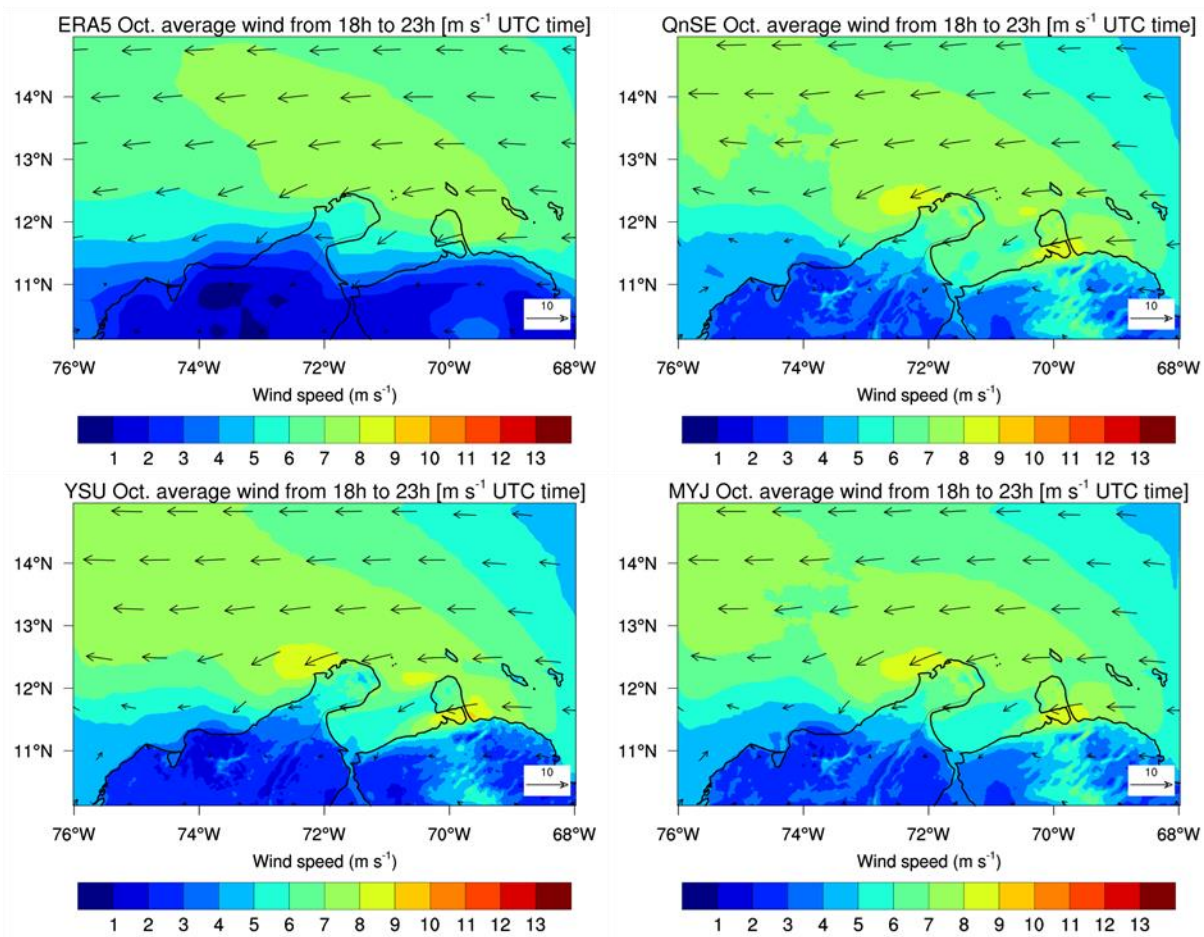 ERA5 Oct. average wind from 18h to 23h [m s⁻¹ UTC time]
14°N
13°N
12°N
11°N
10
76°W 74°W 72°W 70°W 68°W
Wind speed (m s⁻¹)
1 2 3 4 5 6 7 8 9 10 11 12 13
QnSE Oct. average wind from 18h to 23h [m s⁻¹ UTC time]
14°N
13°N
12°N
11°N
10
76°W 74°W 72°W 70°W 68°W
Wind speed (m s⁻¹)
1 2 3 4 5 6 7 8 9 10 11 12 13
YSU Oct. average wind from 18h to 23h [m s⁻¹ UTC time]
14°N
13°N
12°N
11°N
10
76°W 74°W 72°W 70°W 68°W
Wind speed (m s⁻¹)
1 2 3 4 5 6 7 8 9 10 11 12 13
MYJ Oct. average wind from 18h to 23h [m s⁻¹ UTC time]
14°N
13°N
12°N
11°N
10
76°W 74°W 72°W 70°W 68°W
Wind speed (m s⁻¹)
1 2 3 4 5 6 7 8 9 10 11 12 13